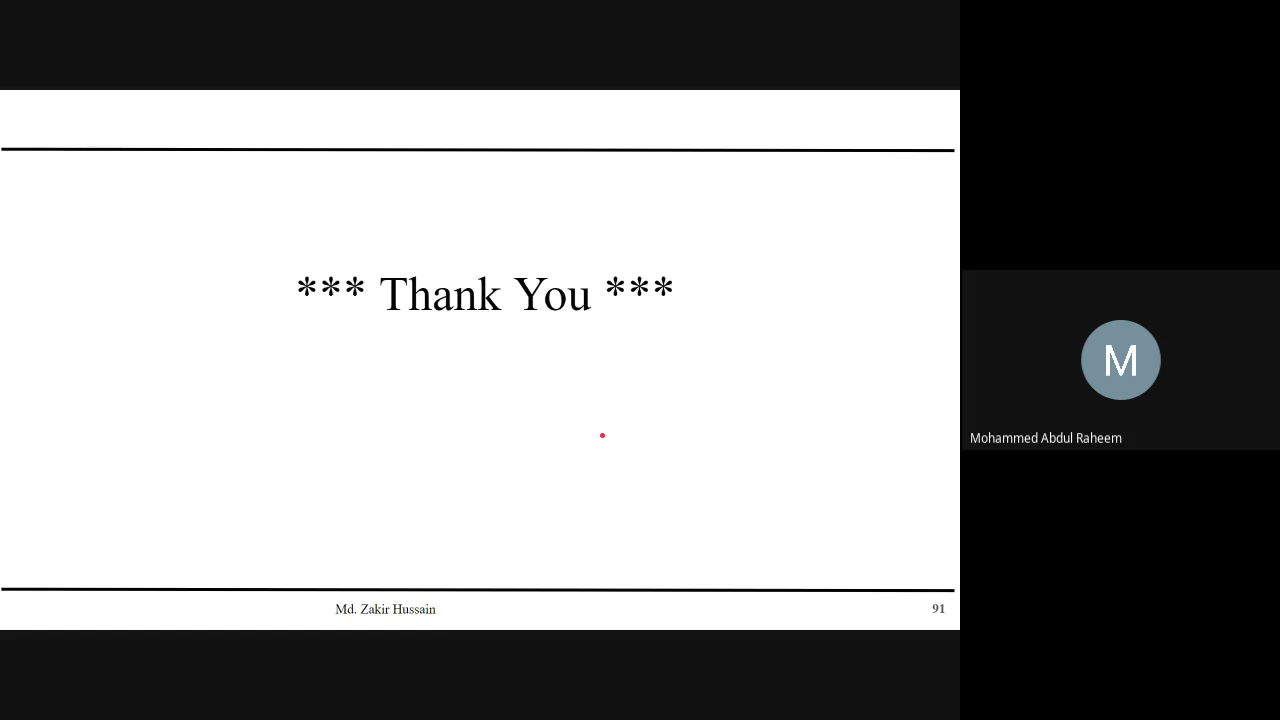 *** Thank You ***
M
Mohammed Abdul Raheem
Md. Zakir Hussain
91